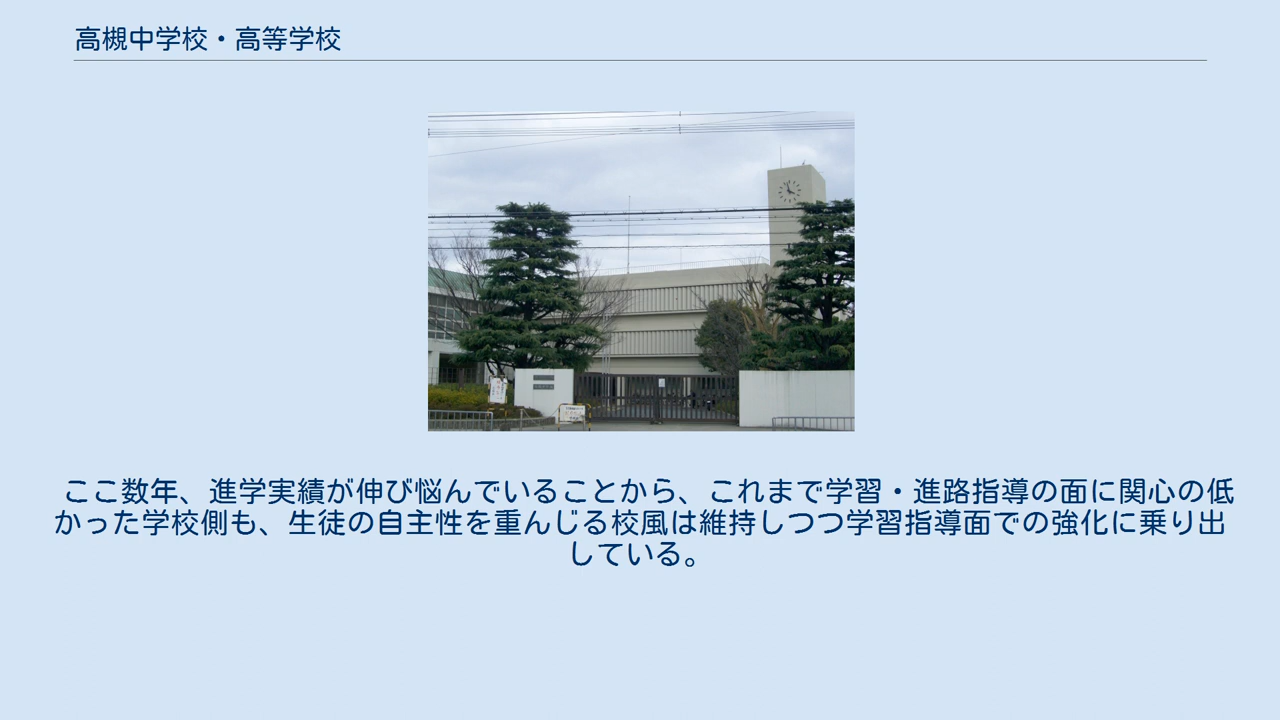 高槻中学校・高等学校
ここ数年、進学実績が伸び悩んでいることから、これまで学習・進路指導の面に関心の低
かった学校側も、生徒の自主性を重んじる校風は維持しつつ学習指導面での強化に乗り出
している。